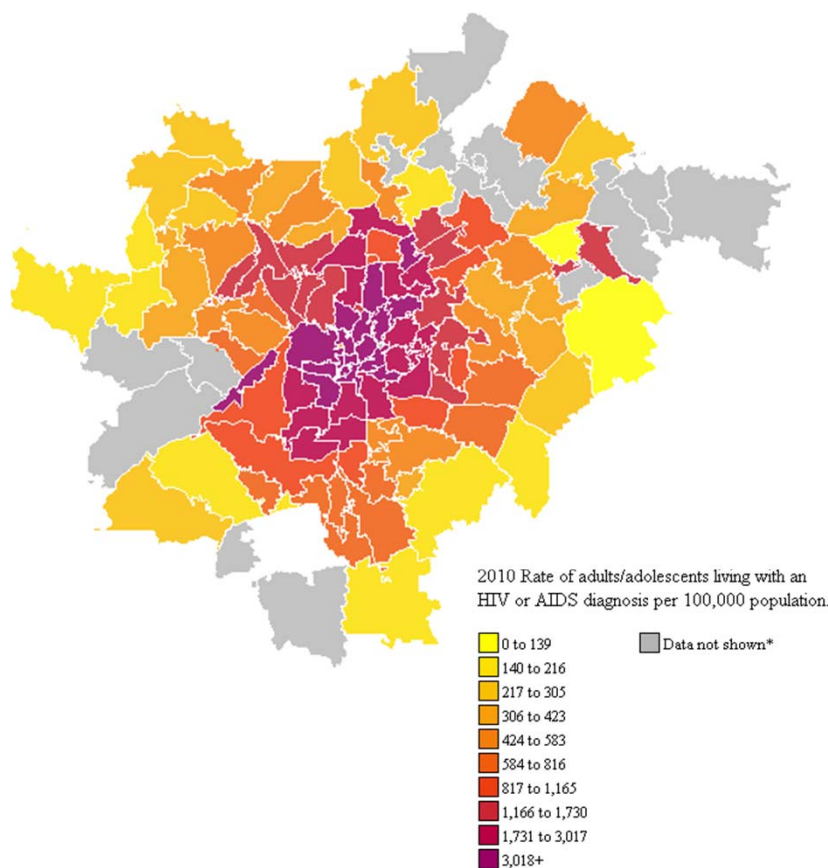 2010 Rate of adults/adolescents living with an
HIV or AIDS diagnosis per 100,000 population.
0 to 139
140 to 216
217 to 305
306 to 423
424 to 583
584 to 816
817 to 1,165
1,166 to 1,730
1,731 to 3,017
3,018+
Data not shown*